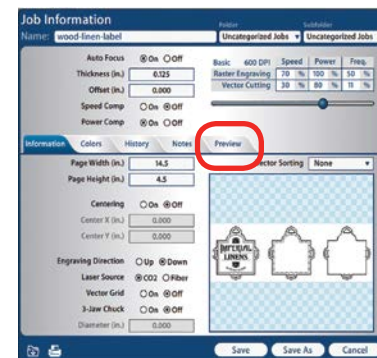 Job Information
Folder Subfolder
Name: wood-linen-label Uncategorized Jobs Uncategorized Jobs
Auto Focus On Off
Thickness (in.) 0.125
Offset (in.) 0.000
Speed Comp On Off
Power Comp On Off
Basic 600 DPI Speed Power Freq.
Raster Engraving 70 % 100 % 50 %
Vector Cutting 30 % 80 % 11 %
Information Colors History Notes Preview
Page Width (in.) 14.5
Vector Sorting None
Page Height (in.) 4.5
Centering On Off
Center X (in.) 0.000
Center Y (in.) 0.000
IMPERIAL
LINENS
Engraving Direction Up Down
Laser Source CO2 Fiber
Vector Grid On Off
3-Jaw Chuck On Off
Diameter (in.) 0.000
Save Save As Cancel